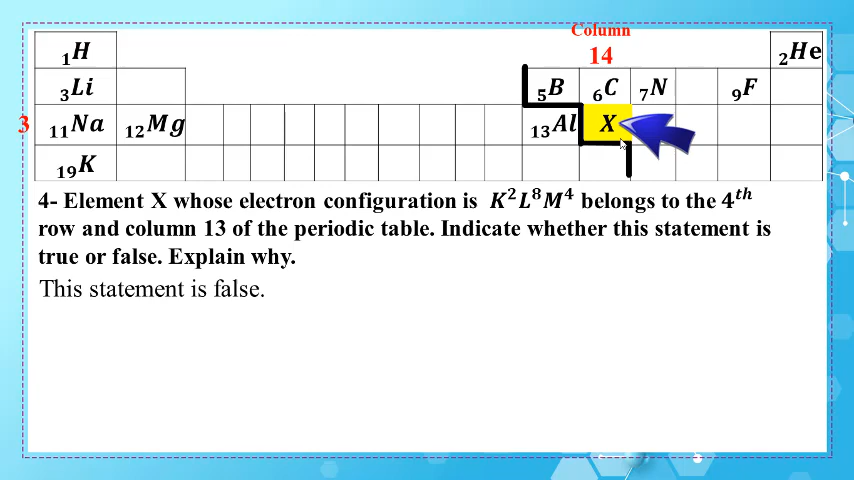 Column
14
₁H ₂He
₃Li ₅B ₆C ₇N ₉F
3 ₁₁Na ₁₂Mg ₁₃Al X
₁₉K
4- Element X whose electron configuration is K²L⁸M⁴ belongs to the 4ᵗʰ
row and column 13 of the periodic table. Indicate whether this statement is
true or false. Explain why.
This statement is false.